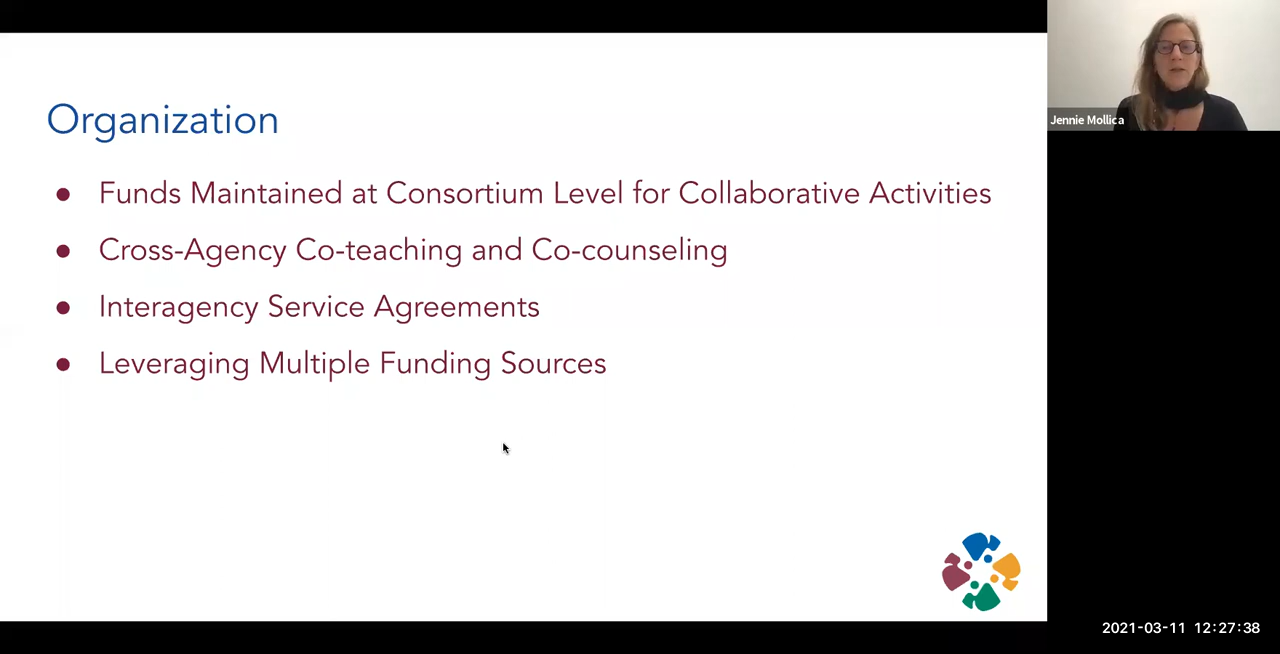 Organization
● Funds Maintained at Consortium Level for Collaborative Activities
● Cross-Agency Co-teaching and Co-counseling
● Interagency Service Agreements
● Leveraging Multiple Funding Sources
Jennie Mollica
2021-03-11 12:27:38